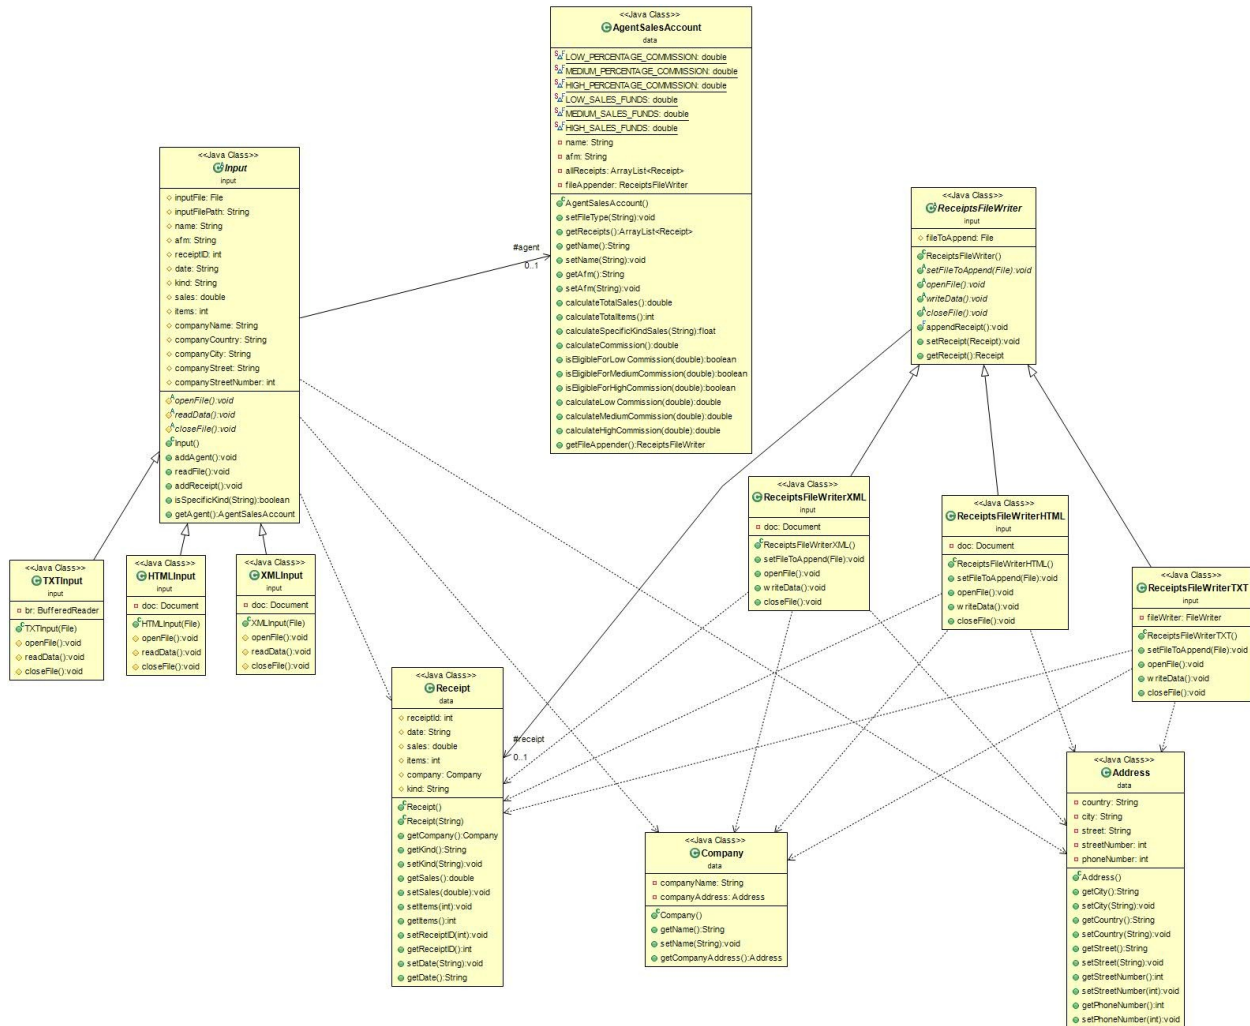 <<Java Class>>
AgentSalesAccount
data
LOW_PERCENTAGE_COMMISSION: double
MEDIUM_PERCENTAGE_COMMISSION: double
HIGH_PERCENTAGE_COMMISSION: double
LOW_SALES_FUNDS: double
MEDIUM_SALES_FUNDS: double
HIGH_SALES_FUNDS: double
name: String
afm: String
allReceipts: ArrayList<Receipt>
fileAppender: ReceiptsFileWriter
AgentSalesAccount()
setFileType(String):void
getReceipts():ArrayList<Receipt>
getName():String
setName(String):void
getAfm():String
setAfm(String):void
calculateTotalSales():double
calculateTotalItems():int
calculateSpecificKindSales(String):float
calculateCommission():double
isEligibleForLow Commission(double):boolean
isEligibleForMediumCommission(double):boolean
isEligibleForHighCommission(double):boolean
calculateLow Commission(double):double
calculateMediumCommission(double):double
calculateHighCommission(double):double
getFileAppender():ReceiptsFileWriter
<<Java Class>>
Input
input
inputFile: File
inputFilePath: String
name: String
afm: String
receiptID: int
date: String
kind: String
sales: double
items: int
companyName: String
companyCountry: String
companyCity: String
companyStreet: String
companyStreetNumber: int
openFile():void
readData():void
closeFile():void
Input()
addAgent():void
readFile():void
addReceipt():void
isSpecificKind(String):boolean
getAgent():AgentSalesAccount
#agent
0..1
<<Java Class>>
ReceiptsFileWriter
input
fileToAppend: File
ReceiptsFileWriter()
setFileToAppend(File):void
openFile():void
writeData():void
closeFile():void
appendReceipt():void
setReceipt(Receipt):void
getReceipt():Receipt
<<Java Class>>
TXTInput
input
br: BufferedReader
TXTInput(File)
openFile():void
readData():void
closeFile():void
<<Java Class>>
HTMLInput
input
doc: Document
HTMLInput(File)
openFile():void
readData():void
closeFile():void
<<Java Class>>
XMLInput
input
doc: Document
XMLInput(File)
openFile():void
readData():void
closeFile():void
<<Java Class>>
ReceiptsFileWriterXML
input
doc: Document
ReceiptsFileWriterXML()
setFileToAppend(File):void
openFile():void
w riteData():void
closeFile():void
<<Java Class>>
ReceiptsFileWriterHTML
input
doc: Document
ReceiptsFileWriterHTML()
setFileToAppend(File):void
openFile():void
w riteData():void
closeFile():void
<<Java Class>>
ReceiptsFileWriterTXT
input
fileWriter: FileWriter
ReceiptsFileWriterTXT()
setFileToAppend(File):void
openFile():void
w riteData():void
closeFile():void
<<Java Class>>
Receipt
data
receiptId: int
date: String
sales: double
items: int
company: Company
kind: String
Receipt()
Receipt(String)
getCompany():Company
getKind():String
setKind(String):void
getSales():double
setSales(double):void
setItems(int):void
getItems():int
setReceiptID(int):void
getReceiptID():int
setDate(String):void
getDate():String
#receipt
0..1
<<Java Class>>
Company
data
companyName: String
companyAddress: Address
Company()
getName():String
setName(String):void
getCompanyAddress():Address
<<Java Class>>
Address
data
country: String
city: String
street: String
streetNumber: int
phoneNumber: int
Address()
getCity():String
setCity(String):void
getCountry():String
setCountry(String):void
getStreet():String
setStreet(String):void
getStreetNumber():int
setStreetNumber(int):void
getPhoneNumber():int
setPhoneNumber(int):void